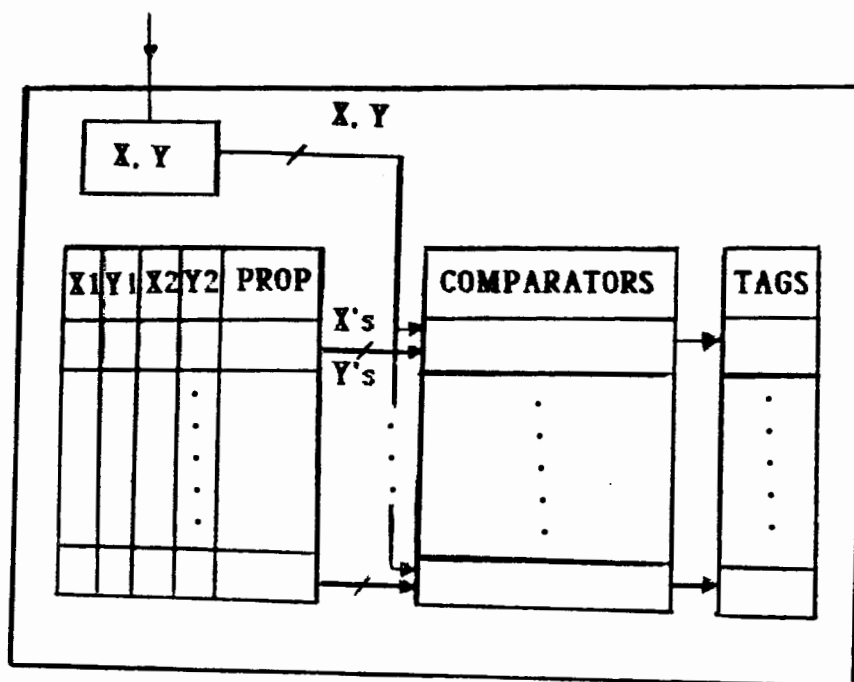 X, Y
X, Y
X1 Y1 X2 Y2 PROP
X's
Y's
COMPARATORS
TAGS